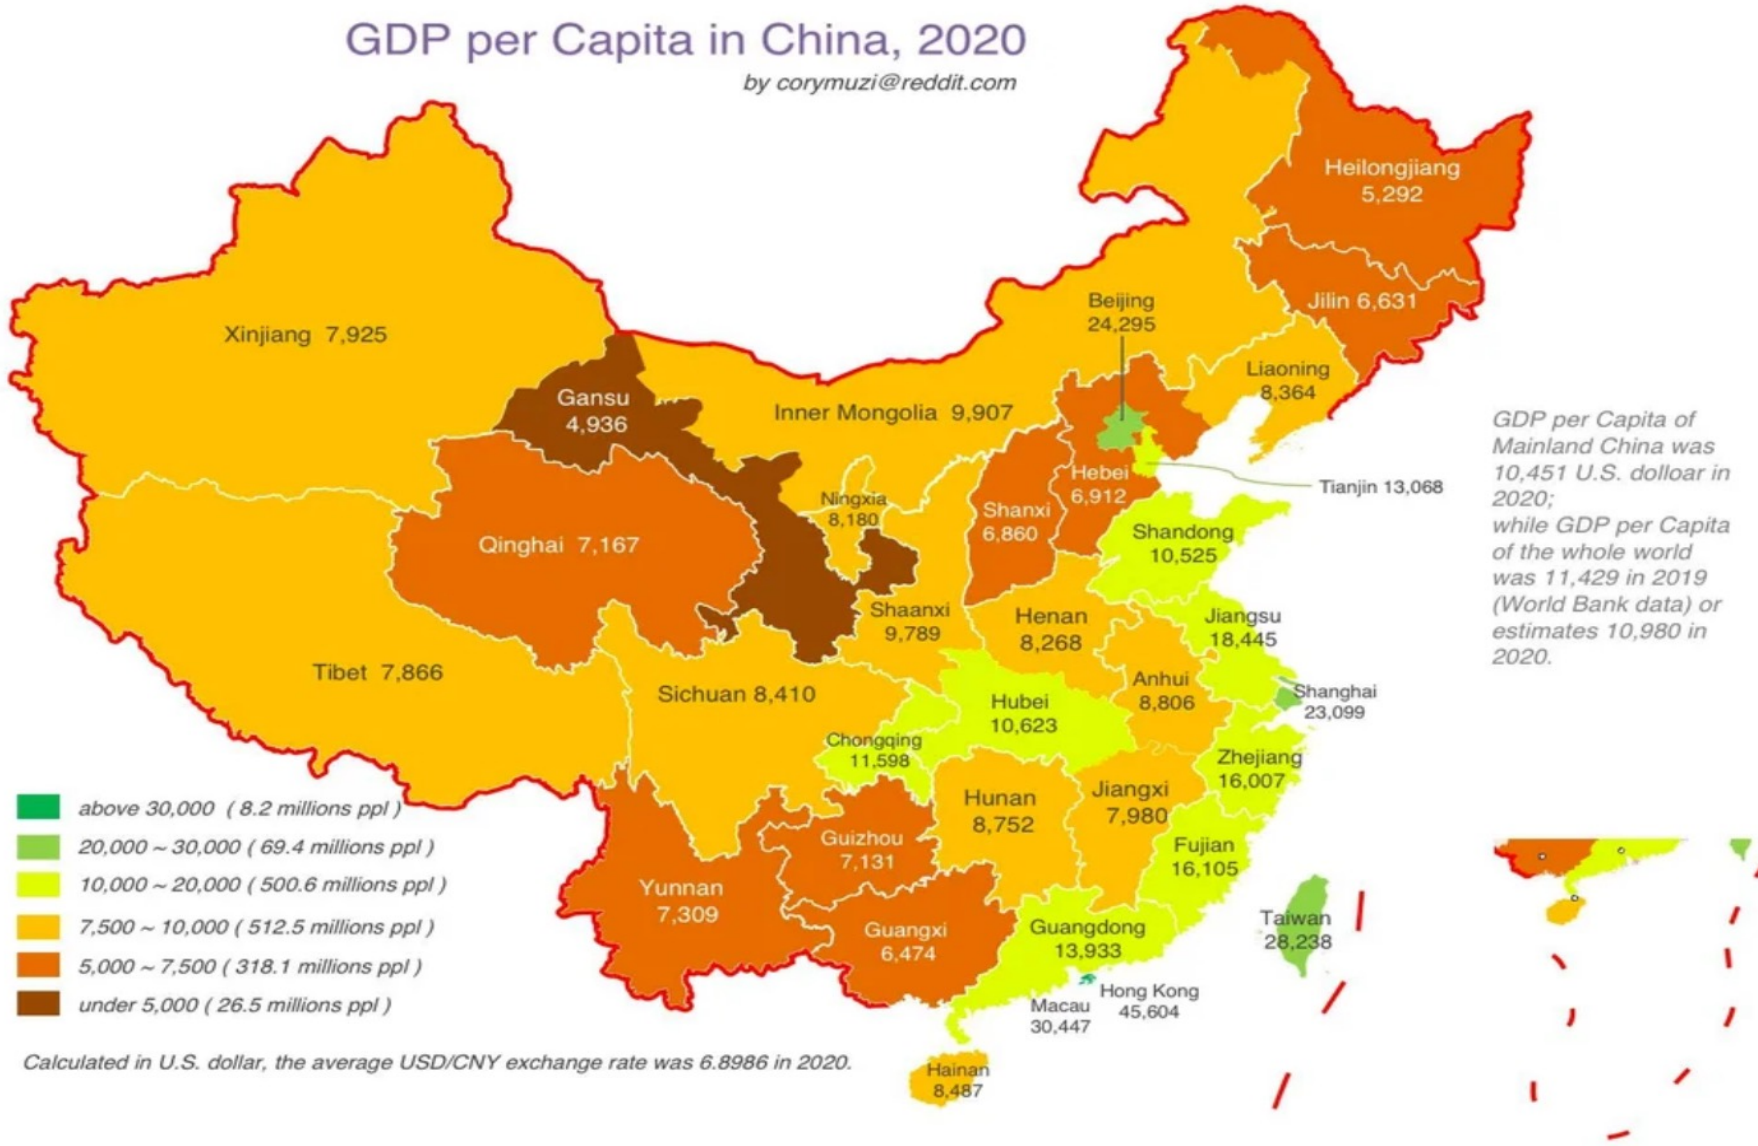 GDP per Capita in China, 2020
by corymuzi@reddit.com
Heilongjiang
5,292
Jilin 6,631
Beijing
24,295
Xinjiang 7,925
Liaoning
8,364
Gansu
4,936
Inner Mongolia 9,907
GDP per Capita of
Mainland China was
10,451 U.S. dolloar in
2020;
while GDP per Capita
of the whole world
was 11,429 in 2019
(World Bank data) or
estimates 10,980 in
2020.
Hebei
6,912
Tianjin 13,068
Ningxia
8,180
Shanxi
6,860
Shandong
10,525
Qinghai 7,167
Shaanxi
9,789
Henan
8,268
Jiangsu
18,445
Tibet 7,866
Sichuan 8,410
Anhui
8,806
Hubei
10,623
Shanghai
23,099
Chongqing
11,598
Zhejiang
16,007
Hunan
8,752
Jiangxi
7,980
Guizhou
7,131
Fujian
16,105
Yunnan
7,309
Guangxi
6,474
Guangdong
13,933
Taiwan
28,238
Hong Kong
45,604
Macau
30,447
Hainan
8,487
above 30,000 ( 8.2 millions ppl )
20,000 ~ 30,000 ( 69.4 millions ppl )
10,000 ~ 20,000 ( 500.6 millions ppl )
7,500 ~ 10,000 ( 512.5 millions ppl )
5,000 ~ 7,500 ( 318.1 millions ppl )
under 5,000 ( 26.5 millions ppl )
Calculated in U.S. dollar, the average USD/CNY exchange rate was 6.8986 in 2020.